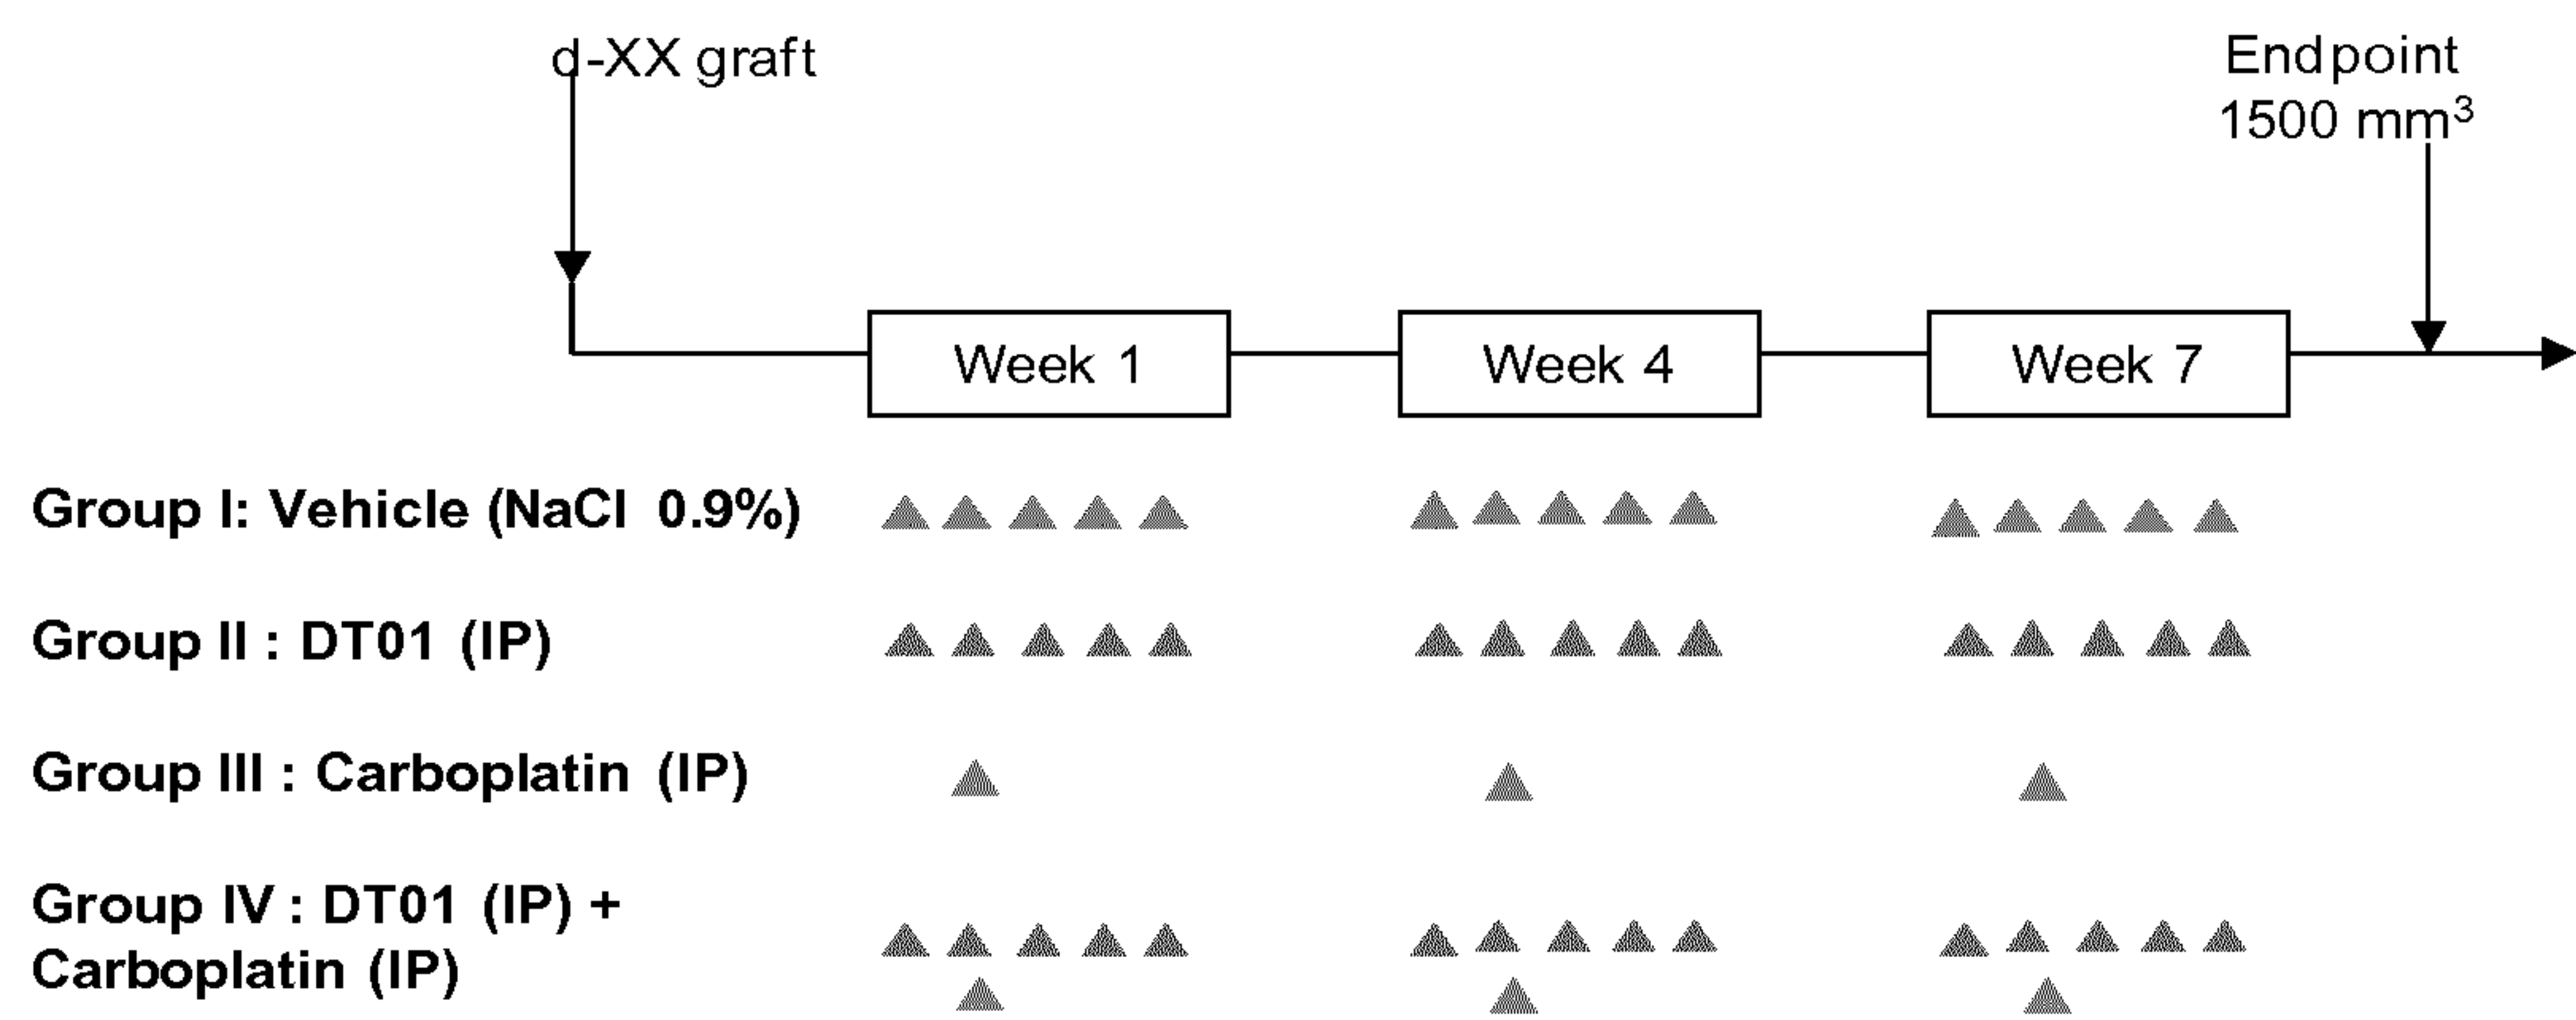 d-XX graft
Endpoint
1500 mm³
Week 1
Week 4
Week 7
Group I: Vehicle (NaCl 0.9%)
Group II : DT01 (IP)
Group III : Carboplatin (IP)
Group IV : DT01 (IP) +
Carboplatin (IP)